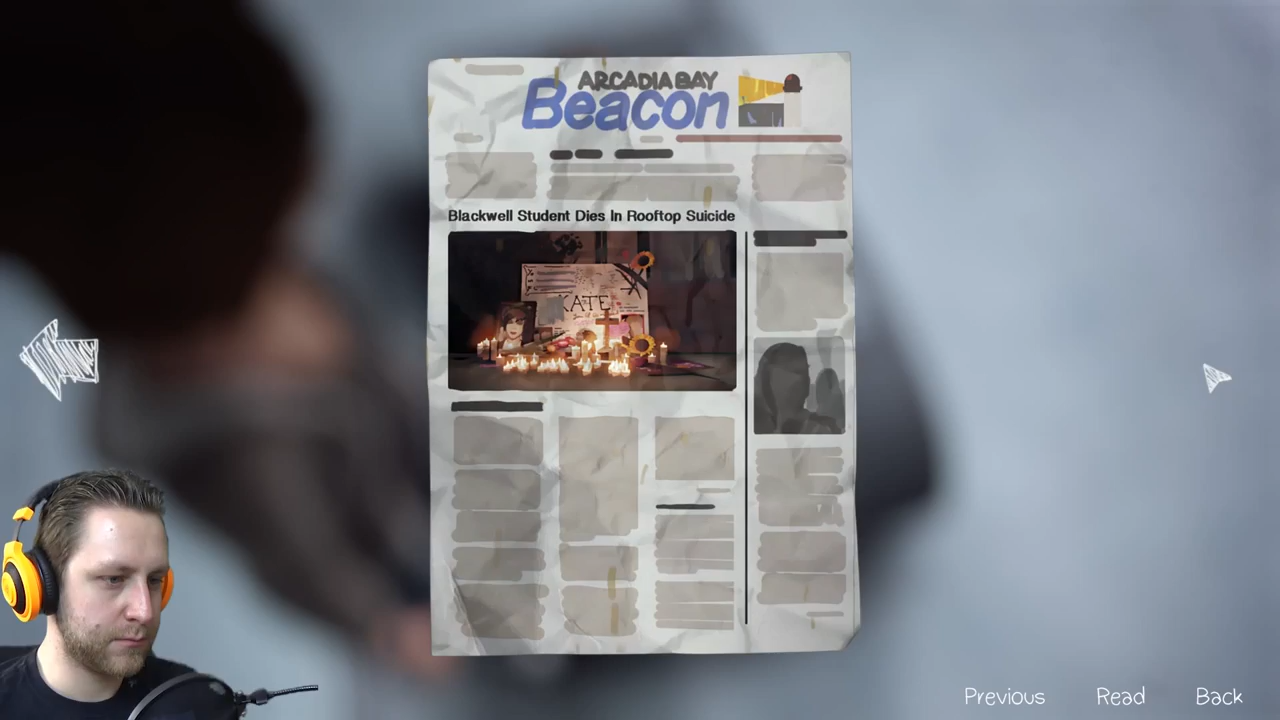 ARCADIA BAY
Beacon
Blackwell Student Dies In Rooftop Suicide
KATE
Previous
Read
Back